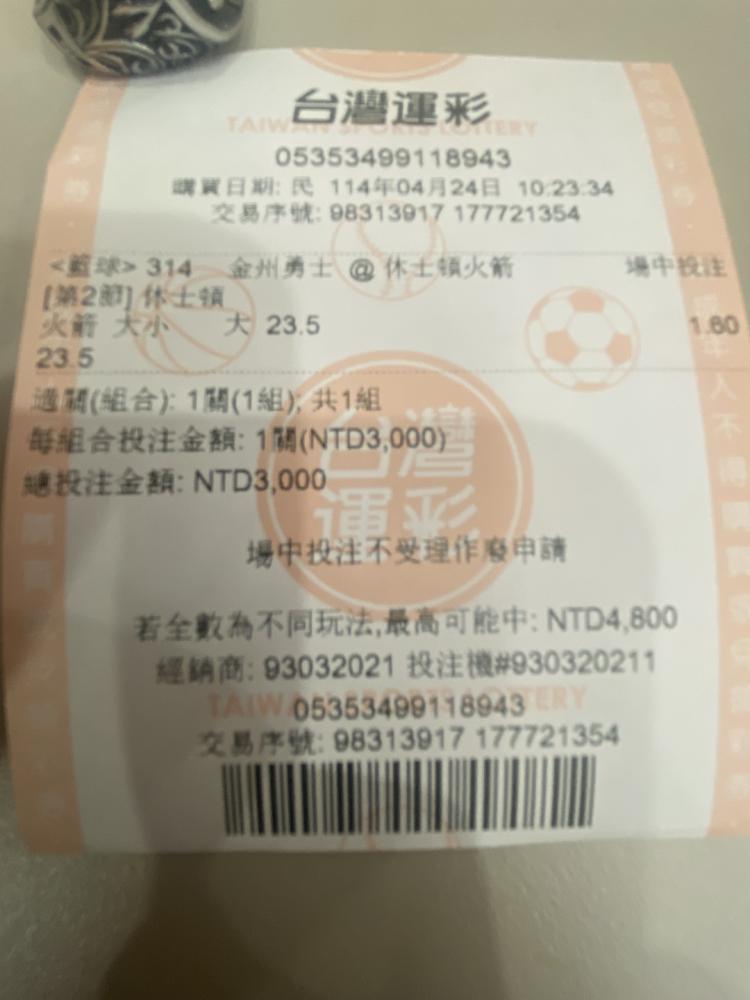 台灣運彩
TAIWAN SPORTS LOTTERY
05353499118943
購買日期: 民 114年04月24日 10:23:34
交易序號: 98313917 177721354
<籃球> 314 金州勇士 @ 休士頓火箭 場中投注
[第2節] 休士頓
火箭 大小 大 23.5 1.60
23.5
過關(組合): 1關(1組); 共1組
每組合投注金額: 1關(NTD3,000)
總投注金額: NTD3,000
台灣
運彩
場中投注不受理作廢申請
若全數為不同玩法,最高可能中: NTD4,800
經銷商: 93032021 投注機#930320211
TAIWAN SPORTS LOTTERY
05353499118943
交易序號: 98313917 177721354